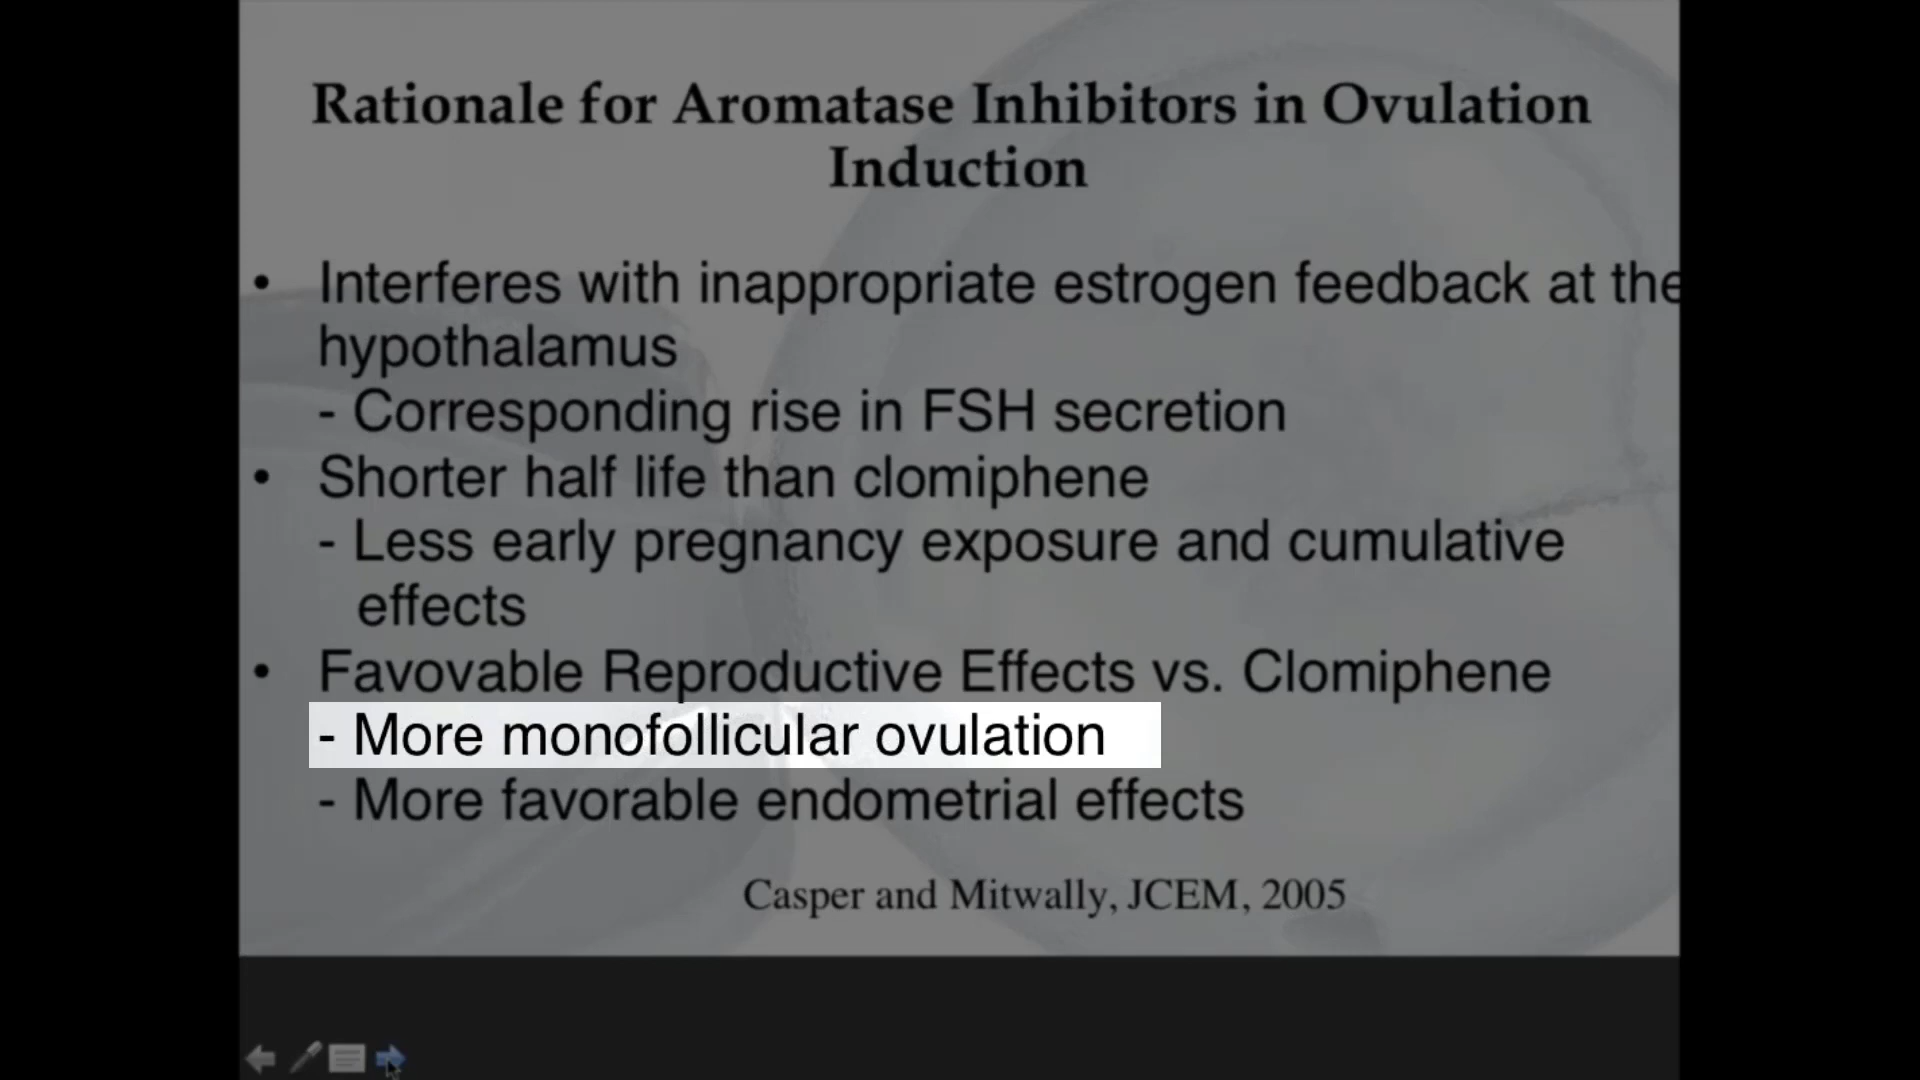 Rationale for Aromatase Inhibitors in Ovulation
Induction
• Interferes with inappropriate estrogen feedback at the
hypothalamus
- Corresponding rise in FSH secretion
• Shorter half life than clomiphene
- Less early pregnancy exposure and cumulative
effects
• Favovable Reproductive Effects vs. Clomiphene
- More monofollicular ovulation
- More favorable endometrial effects
Casper and Mitwally, JCEM, 2005